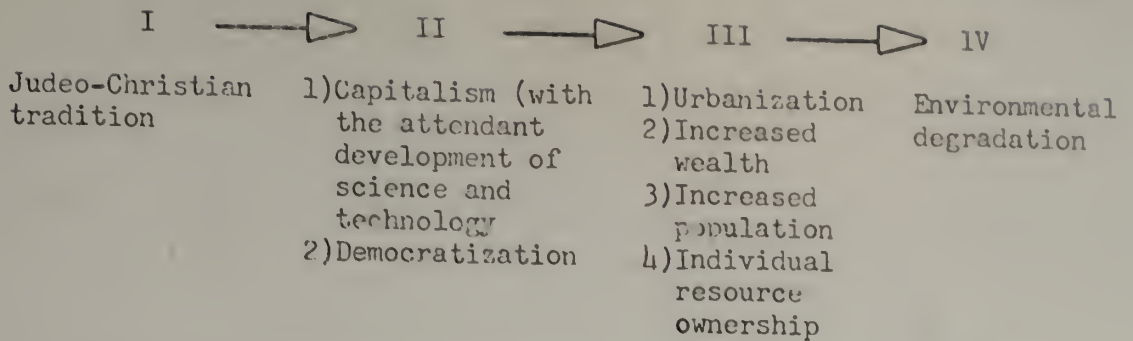 I II III IV
Judeo-Christian
tradition
1)Capitalism (with
the attendant
development of
science and
technology
2)Democratization
1)Urbanization
2)Increased
wealth
3)Increased
population
4)Individual
resource
ownership
Environmental
degradation